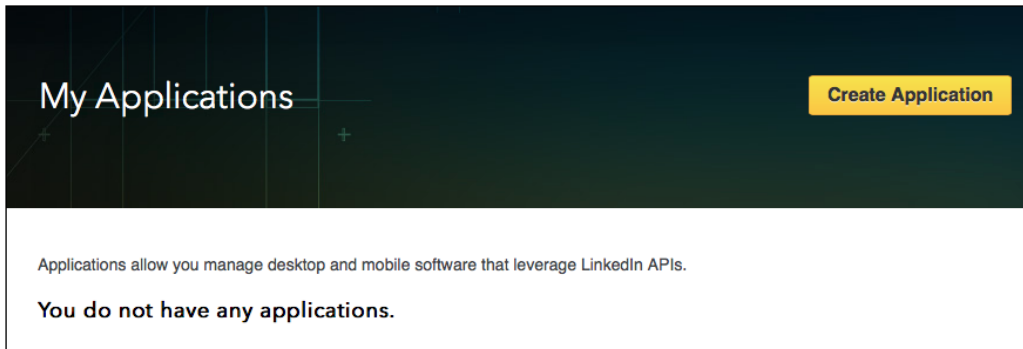 My Applications
Create Application
Applications allow you manage desktop and mobile software that leverage LinkedIn APIs.
You do not have any applications.